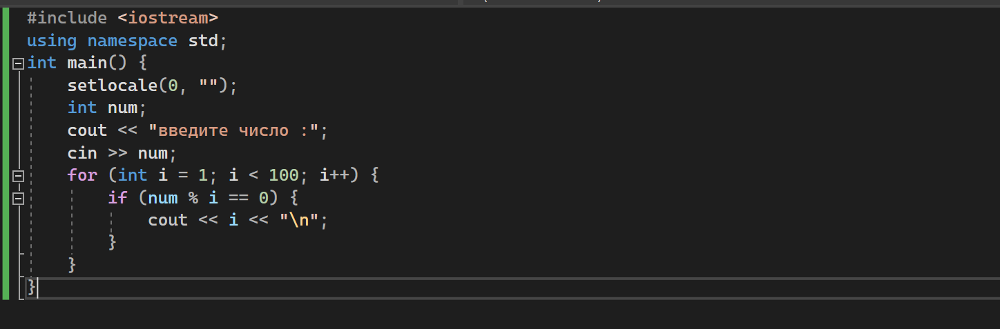 #include <iostream>
using namespace std;
int main() {
setlocale(0, "");
int num;
cout << "введите число :";
cin >> num;
for (int i = 1; i < 100; i++) {
if (num % i == 0) {
cout << i << "\n";
}
}
}